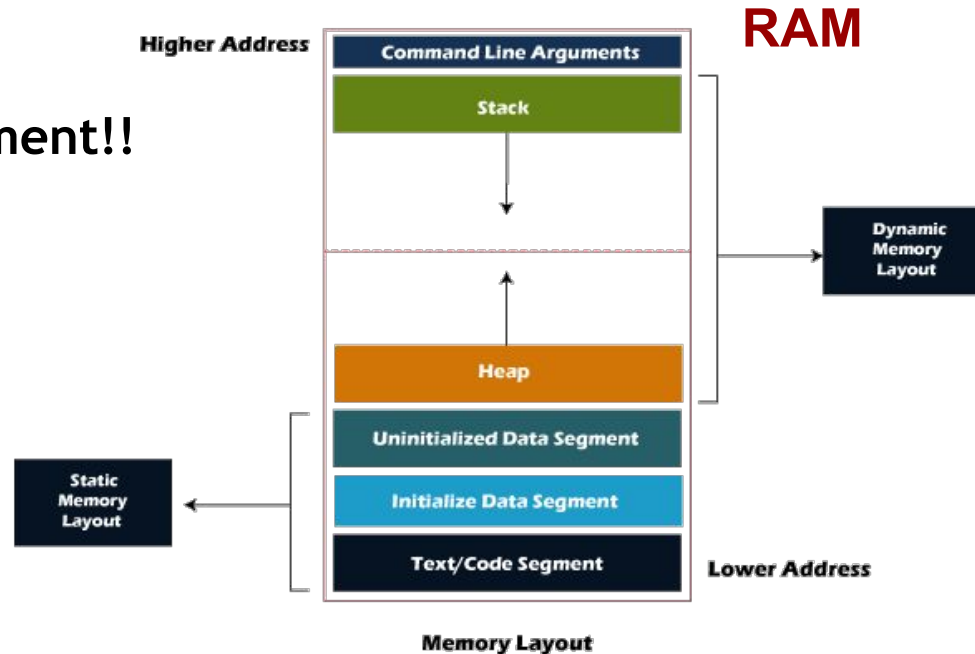 RAM
Higher Address
Command Line Arguments
Stack
ment!!
Dynamic
Memory
Layout
Heap
Uninitialized Data Segment
Static
Memory
Layout
Initialize Data Segment
Text/Code Segment
Lower Address
Memory Layout